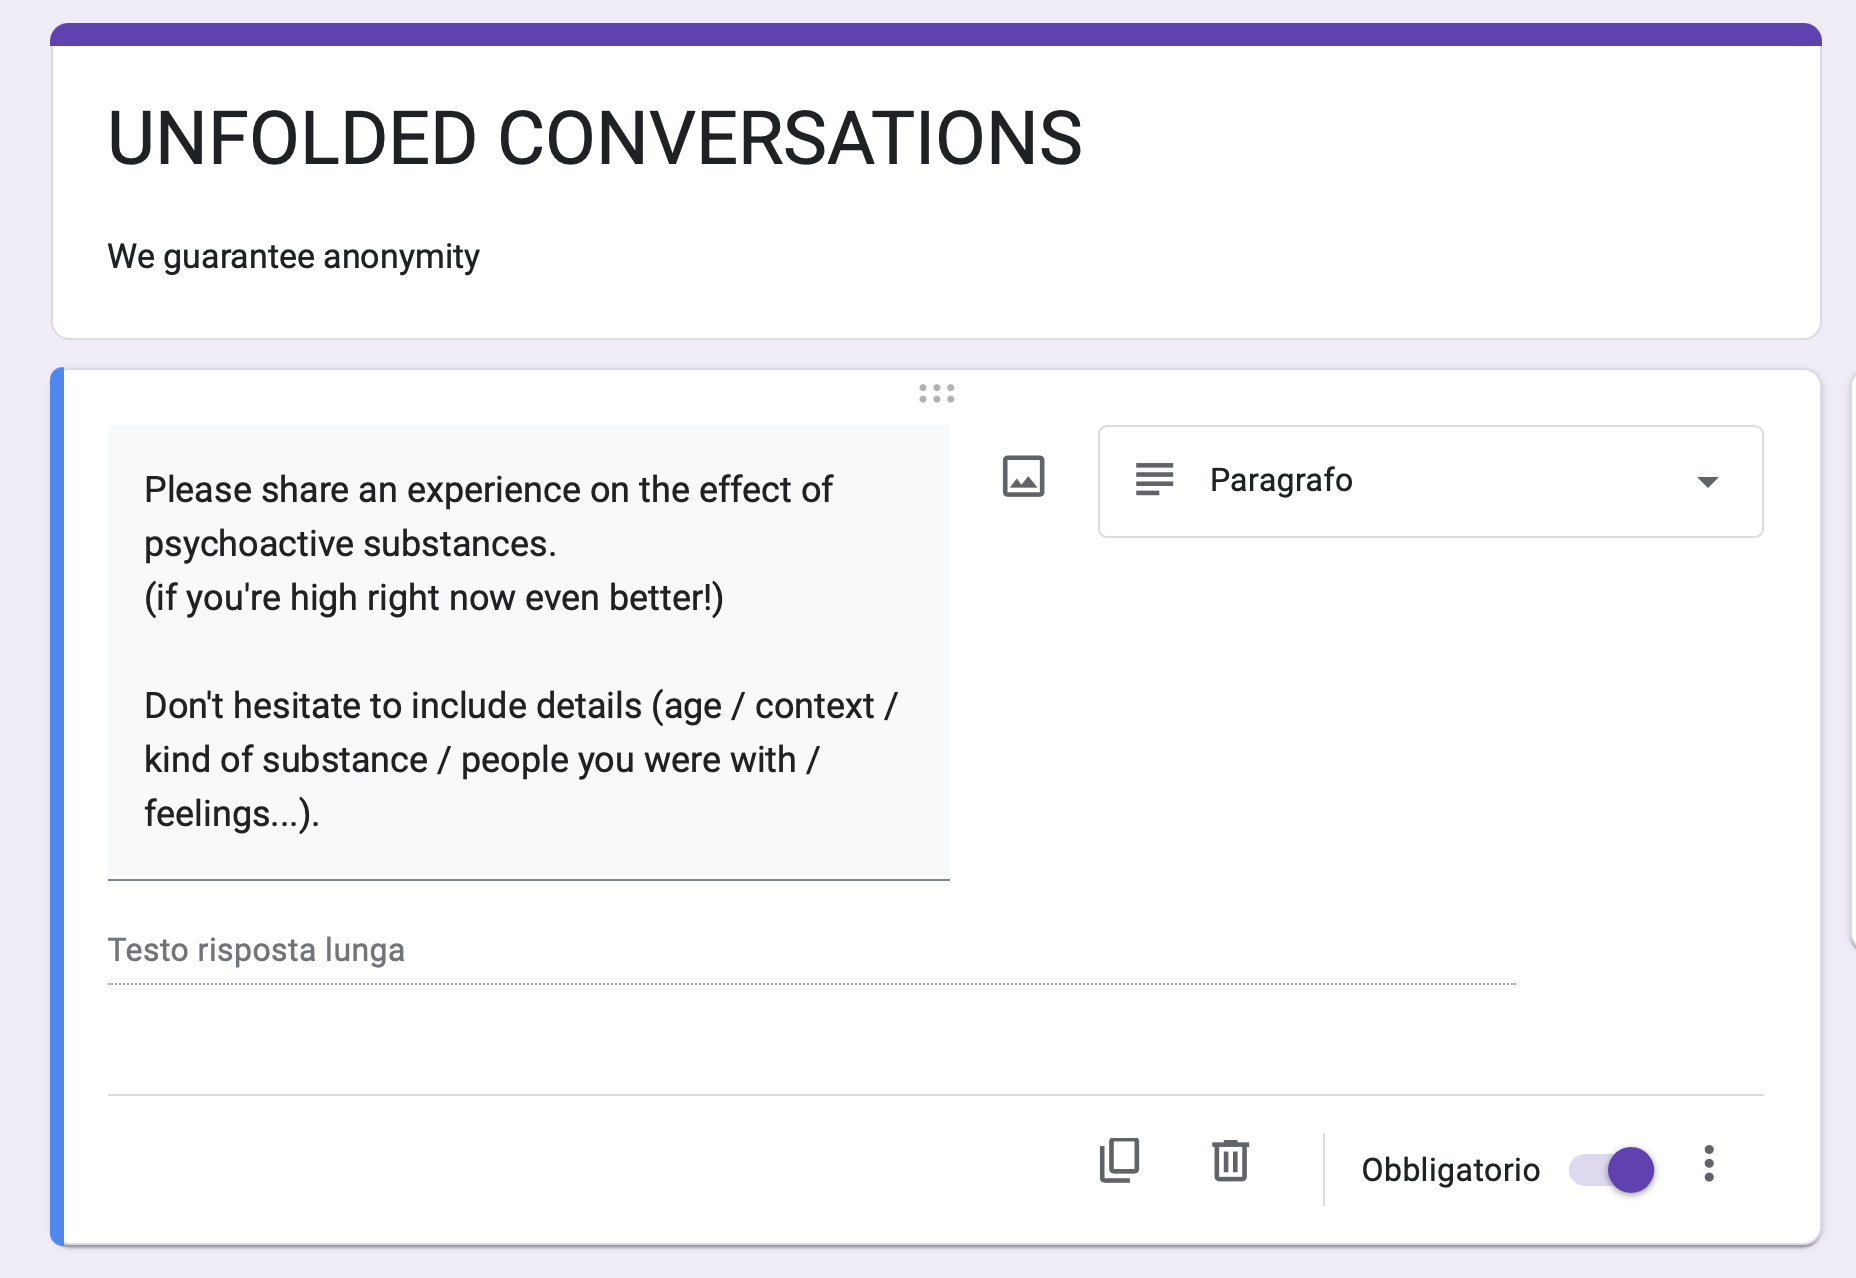 UNFOLDED CONVERSATIONS
We guarantee anonymity
Please share an experience on the effect of
psychoactive substances.
(if you're high right now even better!)
Don't hesitate to include details (age / context /
kind of substance / people you were with /
feelings...).
Paragrafo
Testo risposta lunga
Obbligatorio